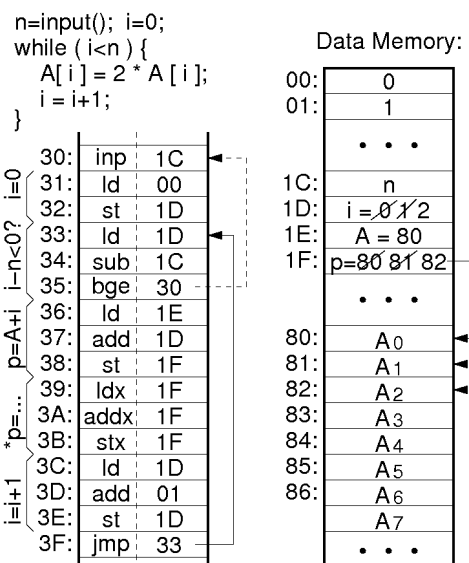 n=input(); i=0;
while ( i<n ) {
A[ i ] = 2 * A [ i ];
i = i+1;
}
30: inp 1C
31: ld 00
32: st 1D
33: ld 1D
34: sub 1C
35: bge 30
36: ld 1E
37: add 1D
38: st 1F
39: ldx 1F
3A: addx 1F
3B: stx 1F
3C: ld 1D
3D: add 01
3E: st 1D
3F: jmp 33
i=0
i-n<0?
p=A+i
*p=...
i=i+1
Data Memory:
00: 0
01: 1
• • •
1C: n
1D: i = 0 1 2
1E: A = 80
1F: p=80 81 82
• • •
80: A0
81: A1
82: A2
83: A3
84: A4
85: A5
86: A6
A7
• • •